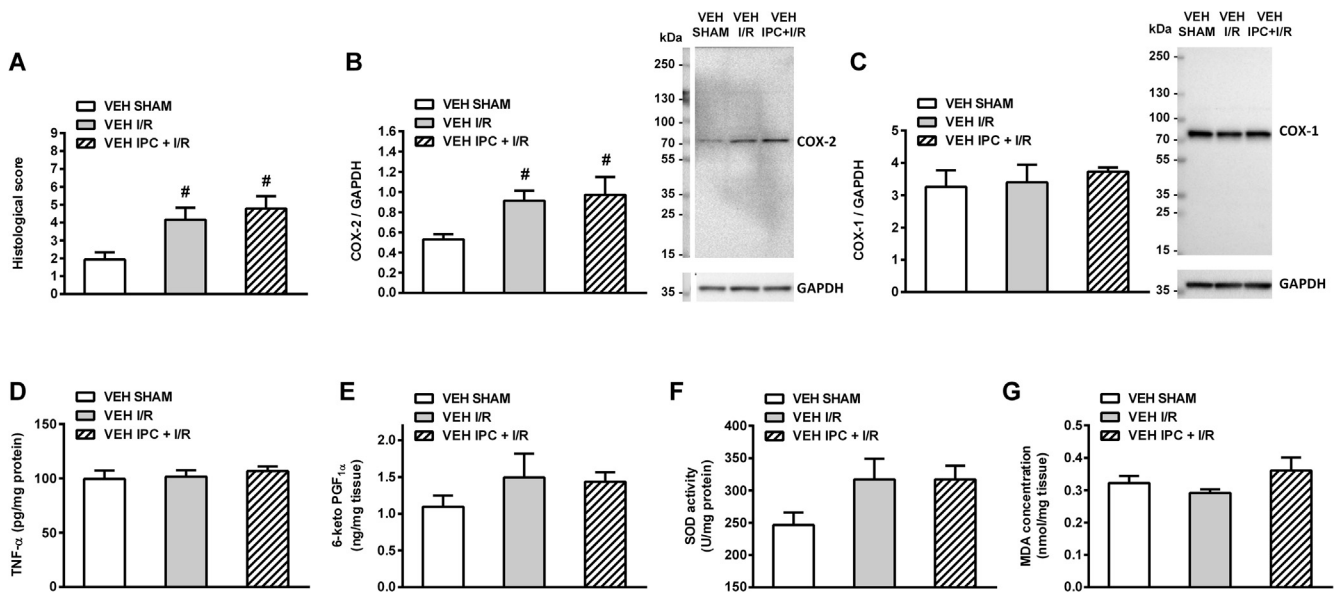 A
VEH SHAM
VEH I/R
VEH IPC + I/R
Histological score
9
8
7
6
5
4
3
2
1
0
#
#
B
VEH SHAM
VEH I/R
VEH IPC + I/R
COX-2 / GAPDH
1.6
1.4
1.2
1.0
0.8
0.6
0.4
0.2
0.0
#
#
VEH VEH VEH
kDa SHAM I/R IPC+I/R
250
130
100
70
55
35
25
15
35
COX-2
GAPDH
C
VEH SHAM
VEH I/R
VEH IPC + I/R
COX-1 / GAPDH
5
4
3
2
1
0
VEH VEH VEH
kDa SHAM I/R IPC+I/R
250
130
100
70
55
35
25
15
35
COX-1
GAPDH
D
VEH SHAM
VEH I/R
VEH IPC + I/R
TNF-α (pg/mg protein)
150
100
50
0
E
VEH SHAM
VEH I/R
VEH IPC + I/R
6-keto PGF1α
(ng/mg tissue)
2.0
1.5
1.0
0.5
0.0
F
VEH SHAM
VEH I/R
VEH IPC + I/R
SOD activity
(U/mg protein)
450
400
350
300
250
200
150
G
VEH SHAM
VEH I/R
VEH IPC + I/R
MDA concentration
(nmol/mg tissue)
0.5
0.4
0.3
0.2
0.1
0.0